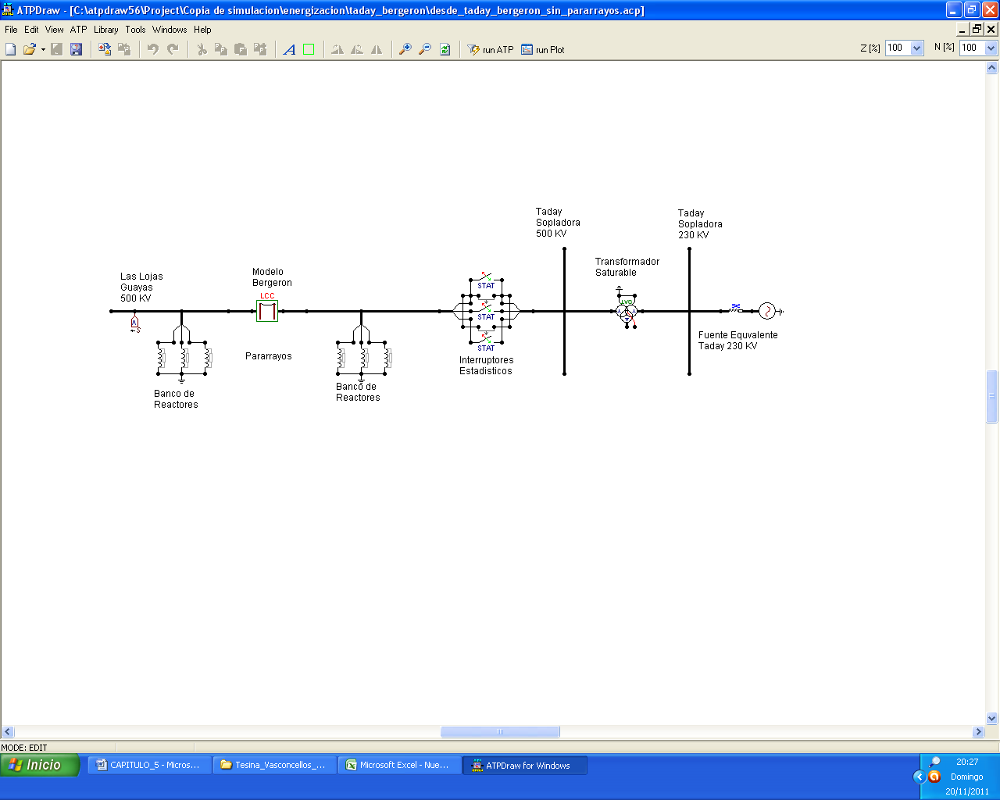 ATPDraw - [C:\atpdraw56\Project\Copia de simulacion\energizacion\taday_bergeron\desde_taday_bergeron_sin_pararrayos.acp]
File Edit View ATP Library Tools Windows Help
A run ATP run Plot Z [%] 100 N [%] 100
Taday
Sopladora
500 KV
Taday
Sopladora
230 KV
Transformador
Saturable
Las Lojas
Guayas
500 KV
Modelo
Bergeron
LCC
STAT
STAT
STAT
SAT
V
Fuente Equvalente
Taday 230 KV
Pararrayos
Interruptores
Estadisticos
Banco de
Reactores
Banco de
Reactores
MODE: EDIT
Inicio
CAPITULO_5 - Micros...
Tesina_Vasconcellos_...
Microsoft Excel - Nue...
ATPDraw for Windows
20:27
Domingo
20/11/2011